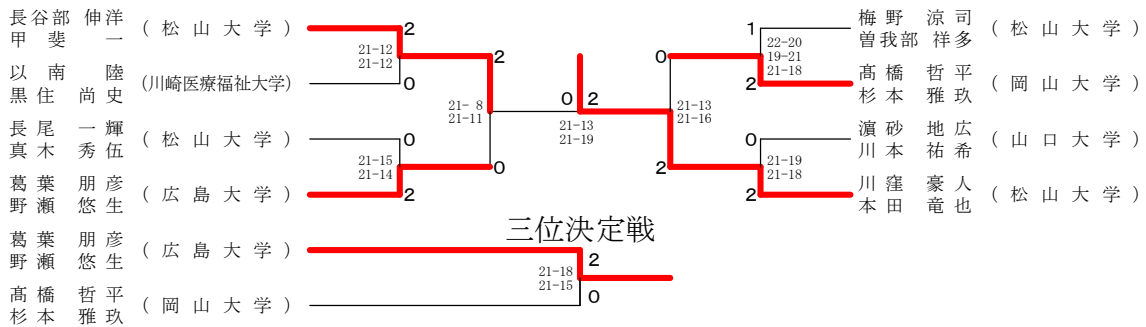 長谷部 伸洋
甲斐 一
(松山大学)
2
21-12
21-12
0
以南 陸
黒住 尚史
(川崎医療福祉大学)
2
21- 8
21-11
0
長尾 一輝
真木 秀伍
(松山大学)
0
21-15
21-14
2
葛葉 朋彦
野瀬 悠生
(広島大学)
0 2
21-13
21-19
梅野 涼司
曽我部 祥多
(松山大学)
1
22-20
19-21
21-18
2
髙橋 哲平
杉本 雅玖
(岡山大学)
0
21-13
21-16
2
濵砂 地広
川本 祐希
(山口大学)
0
21-19
21-18
2
川窪 豪人
本田 竜也
(松山大学)
三位決定戦
葛葉 朋彦
野瀬 悠生
(広島大学)
2
21-18
21-15
0
髙橋 哲平
杉本 雅玖
(岡山大学)